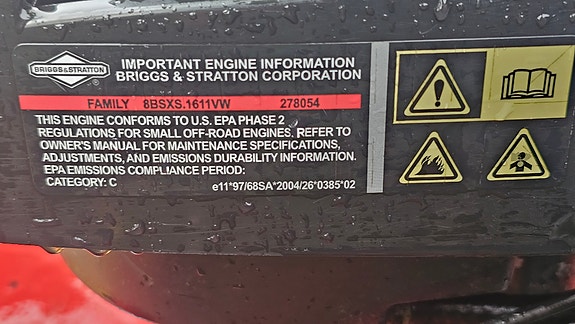 BRIGGS & STRATTON
IMPORTANT ENGINE INFORMATION
BRIGGS & STRATTON CORPORATION
FAMILY 8BSXS.1611VW 278054
THIS ENGINE CONFORMS TO U.S. EPA PHASE 2
REGULATIONS FOR SMALL OFF-ROAD ENGINES. REFER TO
OWNER'S MANUAL FOR MAINTENANCE SPECIFICATIONS,
ADJUSTMENTS, AND EMISSIONS DURABILITY INFORMATION.
EPA EMISSIONS COMPLIANCE PERIOD:
CATEGORY: C e11*97/68SA*2004/26*0385*02